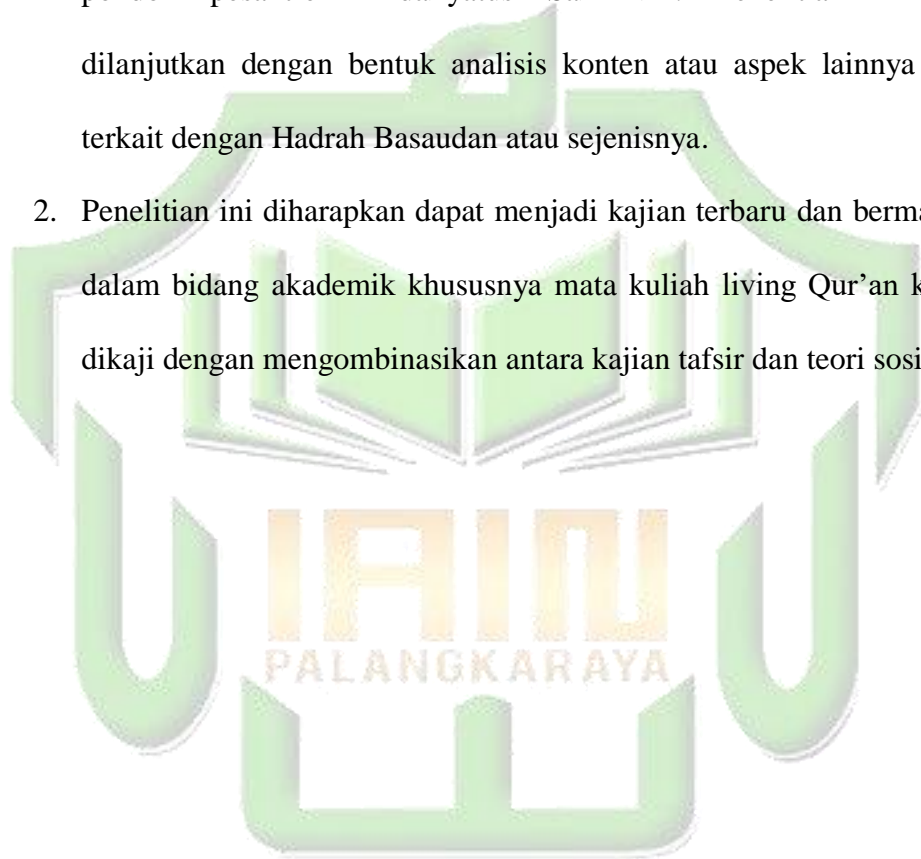 dilanjutkan dengan bentuk analisis konten atau aspek lainnya
terkait dengan Hadrah Basaudan atau sejenisnya.
2. Penelitian ini diharapkan dapat menjadi kajian terbaru dan
dalam bidang akademik khususnya mata kuliah living Qur’an
dikaji dengan mengombinasikan antara kajian tafsir dan teori
IAIN
PALANGKARAYA